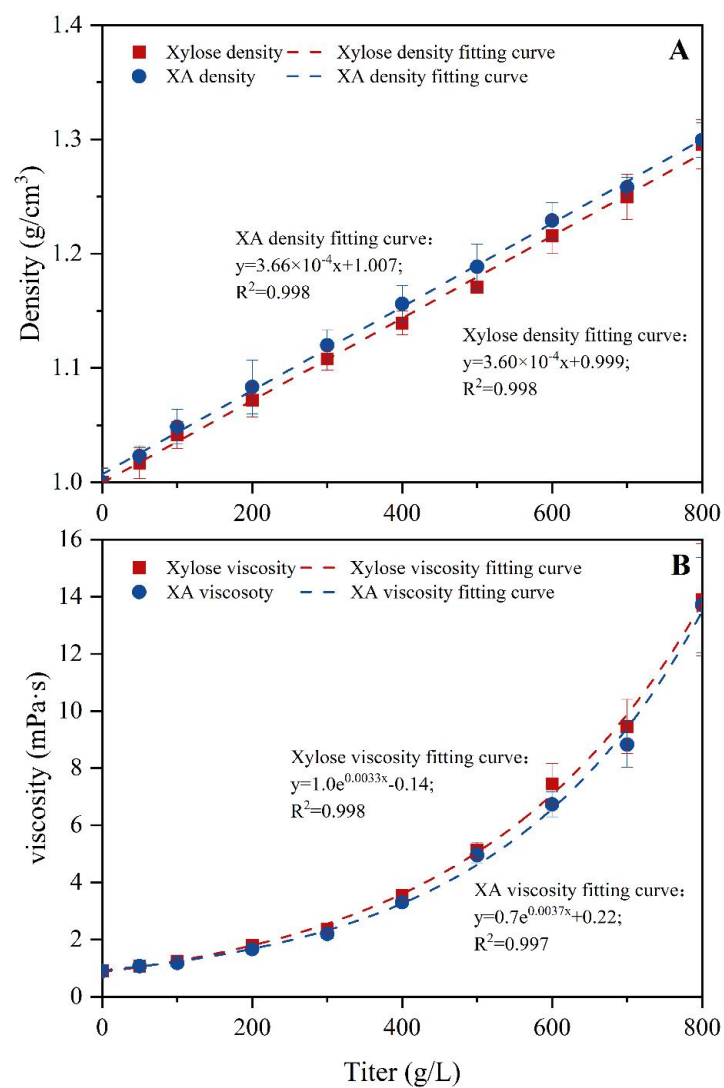 1.4
A
Xylose density Xylose density fitting curve
XA density XA density fitting curve
1.3
Density (g/cm³)
XA density fitting curve:
y=3.66×10⁻⁴x+1.007;
R²=0.998
1.2
Xylose density fitting curve:
y=3.60×10⁻⁴x+0.999;
R²=0.998
1.1
1.0
0 200 400 600 800
16
B
Xylose viscosity Xylose viscosity fitting curve
XA viscosoty XA viscosity fitting curve
14
12
10
viscosity (mPa·s)
Xylose viscosity fitting curve:
y=1.0e⁰·⁰⁰³³ˣ-0.14;
R²=0.998
8
6
4
XA viscosity fitting curve:
y=0.7e⁰·⁰⁰³⁷ˣ+0.22;
R²=0.997
2
0
0 200 400 600 800
Titer (g/L)